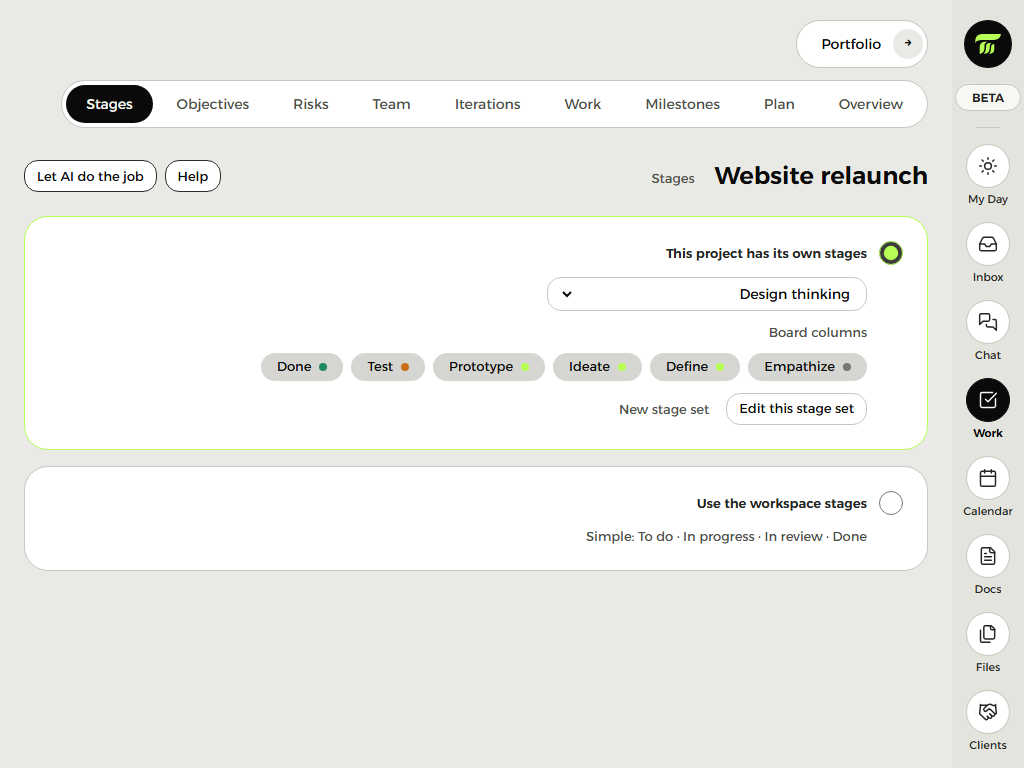 Portfolio
Overview
Plan
Milestones
Work
Iterations
Team
Risks
Objectives
Stages
Website relaunch
Stages
Help
Let AI do the job
This project has its own stages
Design thinking
Board columns
Empathize
Define
Ideate
Prototype
Test
Done
Edit this stage set
New stage set
Use the workspace stages
Simple: To do · In progress · In review · Done
BETA
My Day
Inbox
Chat
Work
Calendar
Docs
Files
Clients